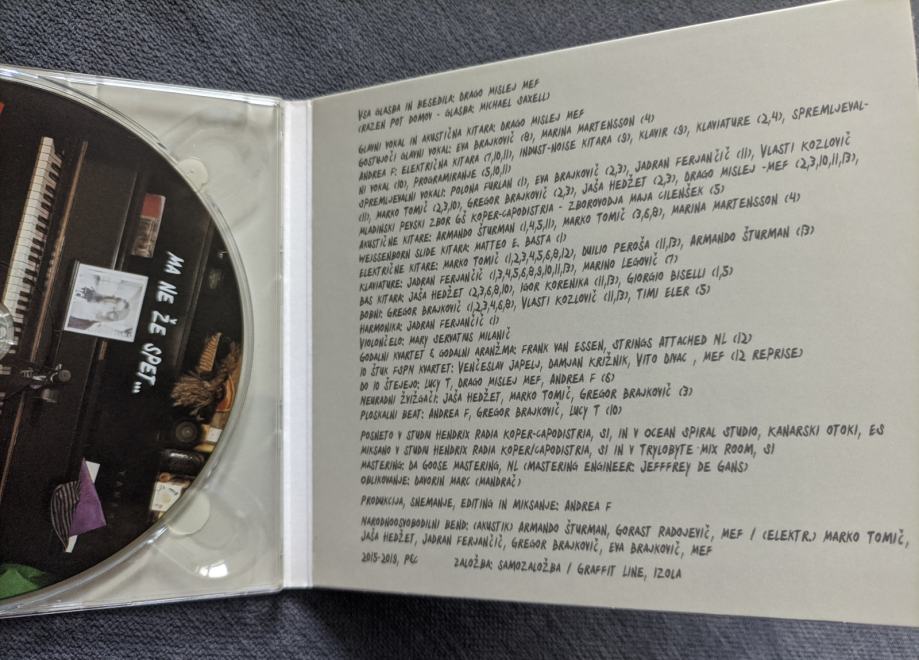 MA NE ŽE SPET...
VSA GLASBA IN BESEDILA: DRAGO MISLEJ MEF
(RAZEN POT DOMOV - GLASBA: MICHAEL SAXELL)
GLAVNI VOKAL IN AKUSTIČNA KITARA: DRAGO MISLEJ MEF
GOSTUJOČI GLAVNI VOKAL: EVA BRAJKOVIČ (8), MARINA MARTENSSON (4)
ANDREA F: ELEKTRIČNA KITARA (7,10,11), INDUST-NOISE KITARA (9), KLAVIR (9), KLAVIATURE (2,4), SPREMLJEVAL-
NI VOKAL (10), PROGRAMIRANJE (5,10,11)
SPREMLJEVALNI VOKALI: POLONA FURLAN (1), EVA BRAJKOVIČ (2,3), JADRAN FERJANČIČ (11), VLASTI KOZLOVIČ
(11), MARKO TOMIČ (2,3,10), GREGOR BRAJKOVIČ (2,3), JAŠA HEDŽET (2,3), DRAGO MISLEJ -MEF (2,3,10,11,13),
MLADINSKI PEVSKI ZBOR GŠ KOPER-CAPODISTRIA - ZBOROVODJA MAJA CILENŠEK (5)
AKUSTIČNE KITARE: ARMANDO ŠTURMAN (1,4,5,11), MARKO TOMIČ (3,6,8), MARINA MARTENSSON (4)
WEISSENBORN SLIDE KITARA: MATTEO E. BASTA (1)
ELEKTRIČNE KITARE: MARKO TOMIČ (1,2,3,4,5,6,8,12), DUILIO PEROŠA (11,13), ARMANDO ŠTURMAN (13)
KLAVIATURE: JADRAN FERJANČIČ (1,3,4,5,6,8,9,10,11,13), MARINO LEGOVIČ (7)
BAS KITARA: JAŠA HEDŽET (2,3,6,8,10), IGOR KORENIKA (11,13), GIORGIO BISELLI (1,5)
BOBNI: GREGOR BRAJKOVIČ (1,2,3,4,6,8), VLASTI KOZLOVIČ (11,13), TIMI ELER (5)
HARMONIKA: JADRAN FERJANČIČ (1)
VIOLONČELO: MARY SERVATIUS MILANIČ
GODALNI KVARTET & GODALNI ARANŽMA: FRANK VAN ESSEN, STRINGS ATTACHED NL (12)
IO ŠTUK FSPN KVARTET: VENČESLAV JAPELJ, DAMJAN KRIŽNIK, VITO DIVAC, MEF (12 REPRISE)
DO 10 ŠTEJEJO: LUCY T, DRAGO MISLEJ MEF, ANDREA F (6)
NEURADNI ŽVIŽGAČI: JAŠA HEDŽET, MARKO TOMIČ, GREGOR BRAJKOVIČ (3)
PLOSKALNI BEAT: ANDREA F, GREGOR BRAJKOVIČ, LUCY T (10)
POSNETO V STUDIU HENDRIX RADIA KOPER-CAPODISTRIA, SI, IN V OCEAN SPIRAL STUDIO, KANARSKI OTOKI, ES
MIKSANO V STUDIU HENDRIX RADIA KOPER/CAPODISTRIA, SI IN V TRYLOBYTE MIX ROOM, SI
MASTERING: DA GOOSE MASTERING, NL (MASTERING ENGINEER: JEFFFREY DE GANS)
OBLIKOVANJE: DAVORIN MARC (MANDRAČ)
PRODUKCIJA, SNEMANJE, EDITING IN MIKSANJE: ANDREA F
NARODNOOSVOBODILNI BEND: (AKUSTIK) ARMANDO ŠTURMAN, GORAST RADOJEVIČ, MEF / (ELEKTR.) MARKO TOMIČ,
JAŠA HEDŽET, JADRAN FERJANČIČ, GREGOR BRAJKOVIČ, EVA BRAJKOVIČ, MEF
2015-2018, P&C ZALOŽBA: SAMOZALOŽBA / GRAFFIT LINE, IZOLA